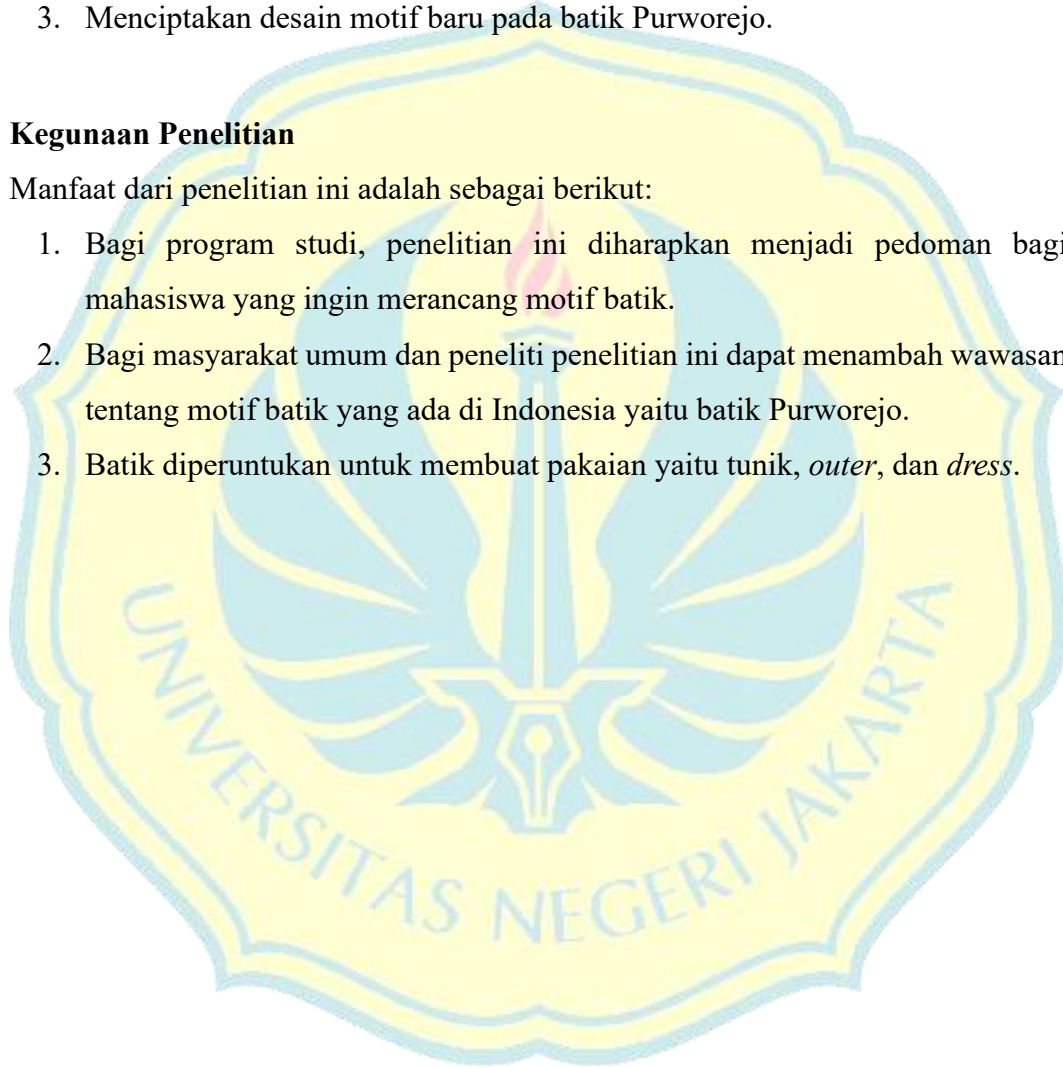 3. Menciptakan desain motif baru pada batik Purworejo.
Kegunaan Penelitian
Manfaat dari penelitian ini adalah sebagai berikut:
1. Bagi program studi, penelitian ini diharapkan menjadi pedoman bagi
mahasiswa yang ingin merancang motif batik.
2. Bagi masyarakat umum dan peneliti penelitian ini dapat menambah wawasan
tentang motif batik yang ada di Indonesia yaitu batik Purworejo.
3. Batik diperuntukan untuk membuat pakaian yaitu tunik, outer, dan dress.
UNIVERSITAS NEGERI JAKARTA